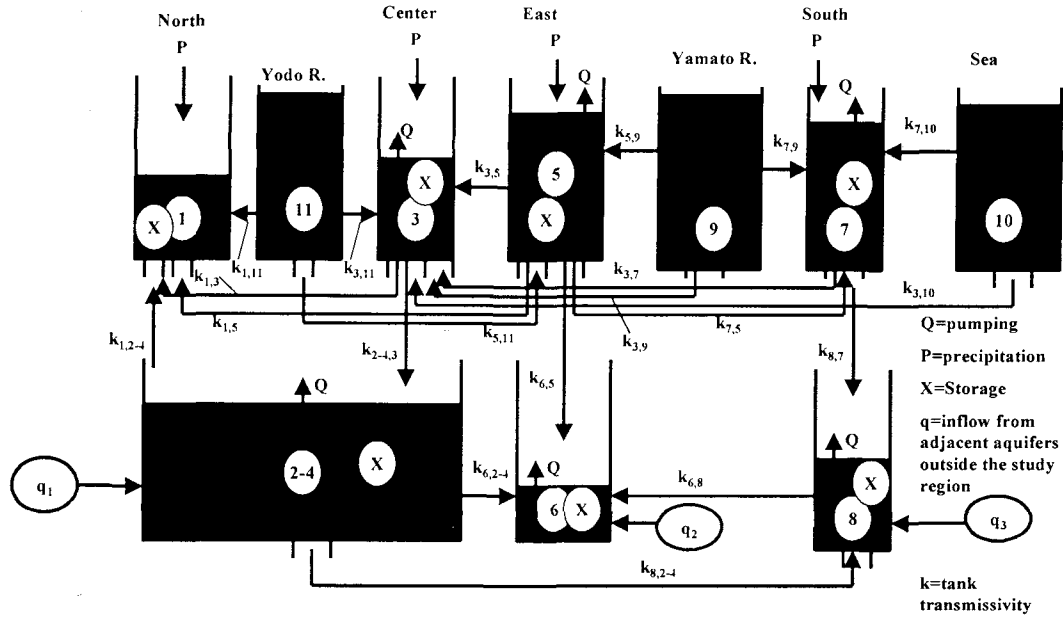 North
Center
East
South
P
P
P
P
Yodo R.
Yamato R.
Sea
Q
Q
Q
k5,9
k7,9
k7,10
k3,5
X
1
11
X
3
5
X
9
X
7
10
k1,11
k3,11
k1,3
k1,5
k5,11
k3,7
k3,9
k7,5
k3,10
k1,2-4
k2-4,3
k6,5
k8,7
Q=pumping
P=precipitation
X=Storage
q=inflow from
adjacent aquifers
outside the study
region
Q
Q
Q
q1
2-4
X
k6,2-4
6
X
k6,8
q2
X
8
q3
k8,2-4
k=tank
transmissivity